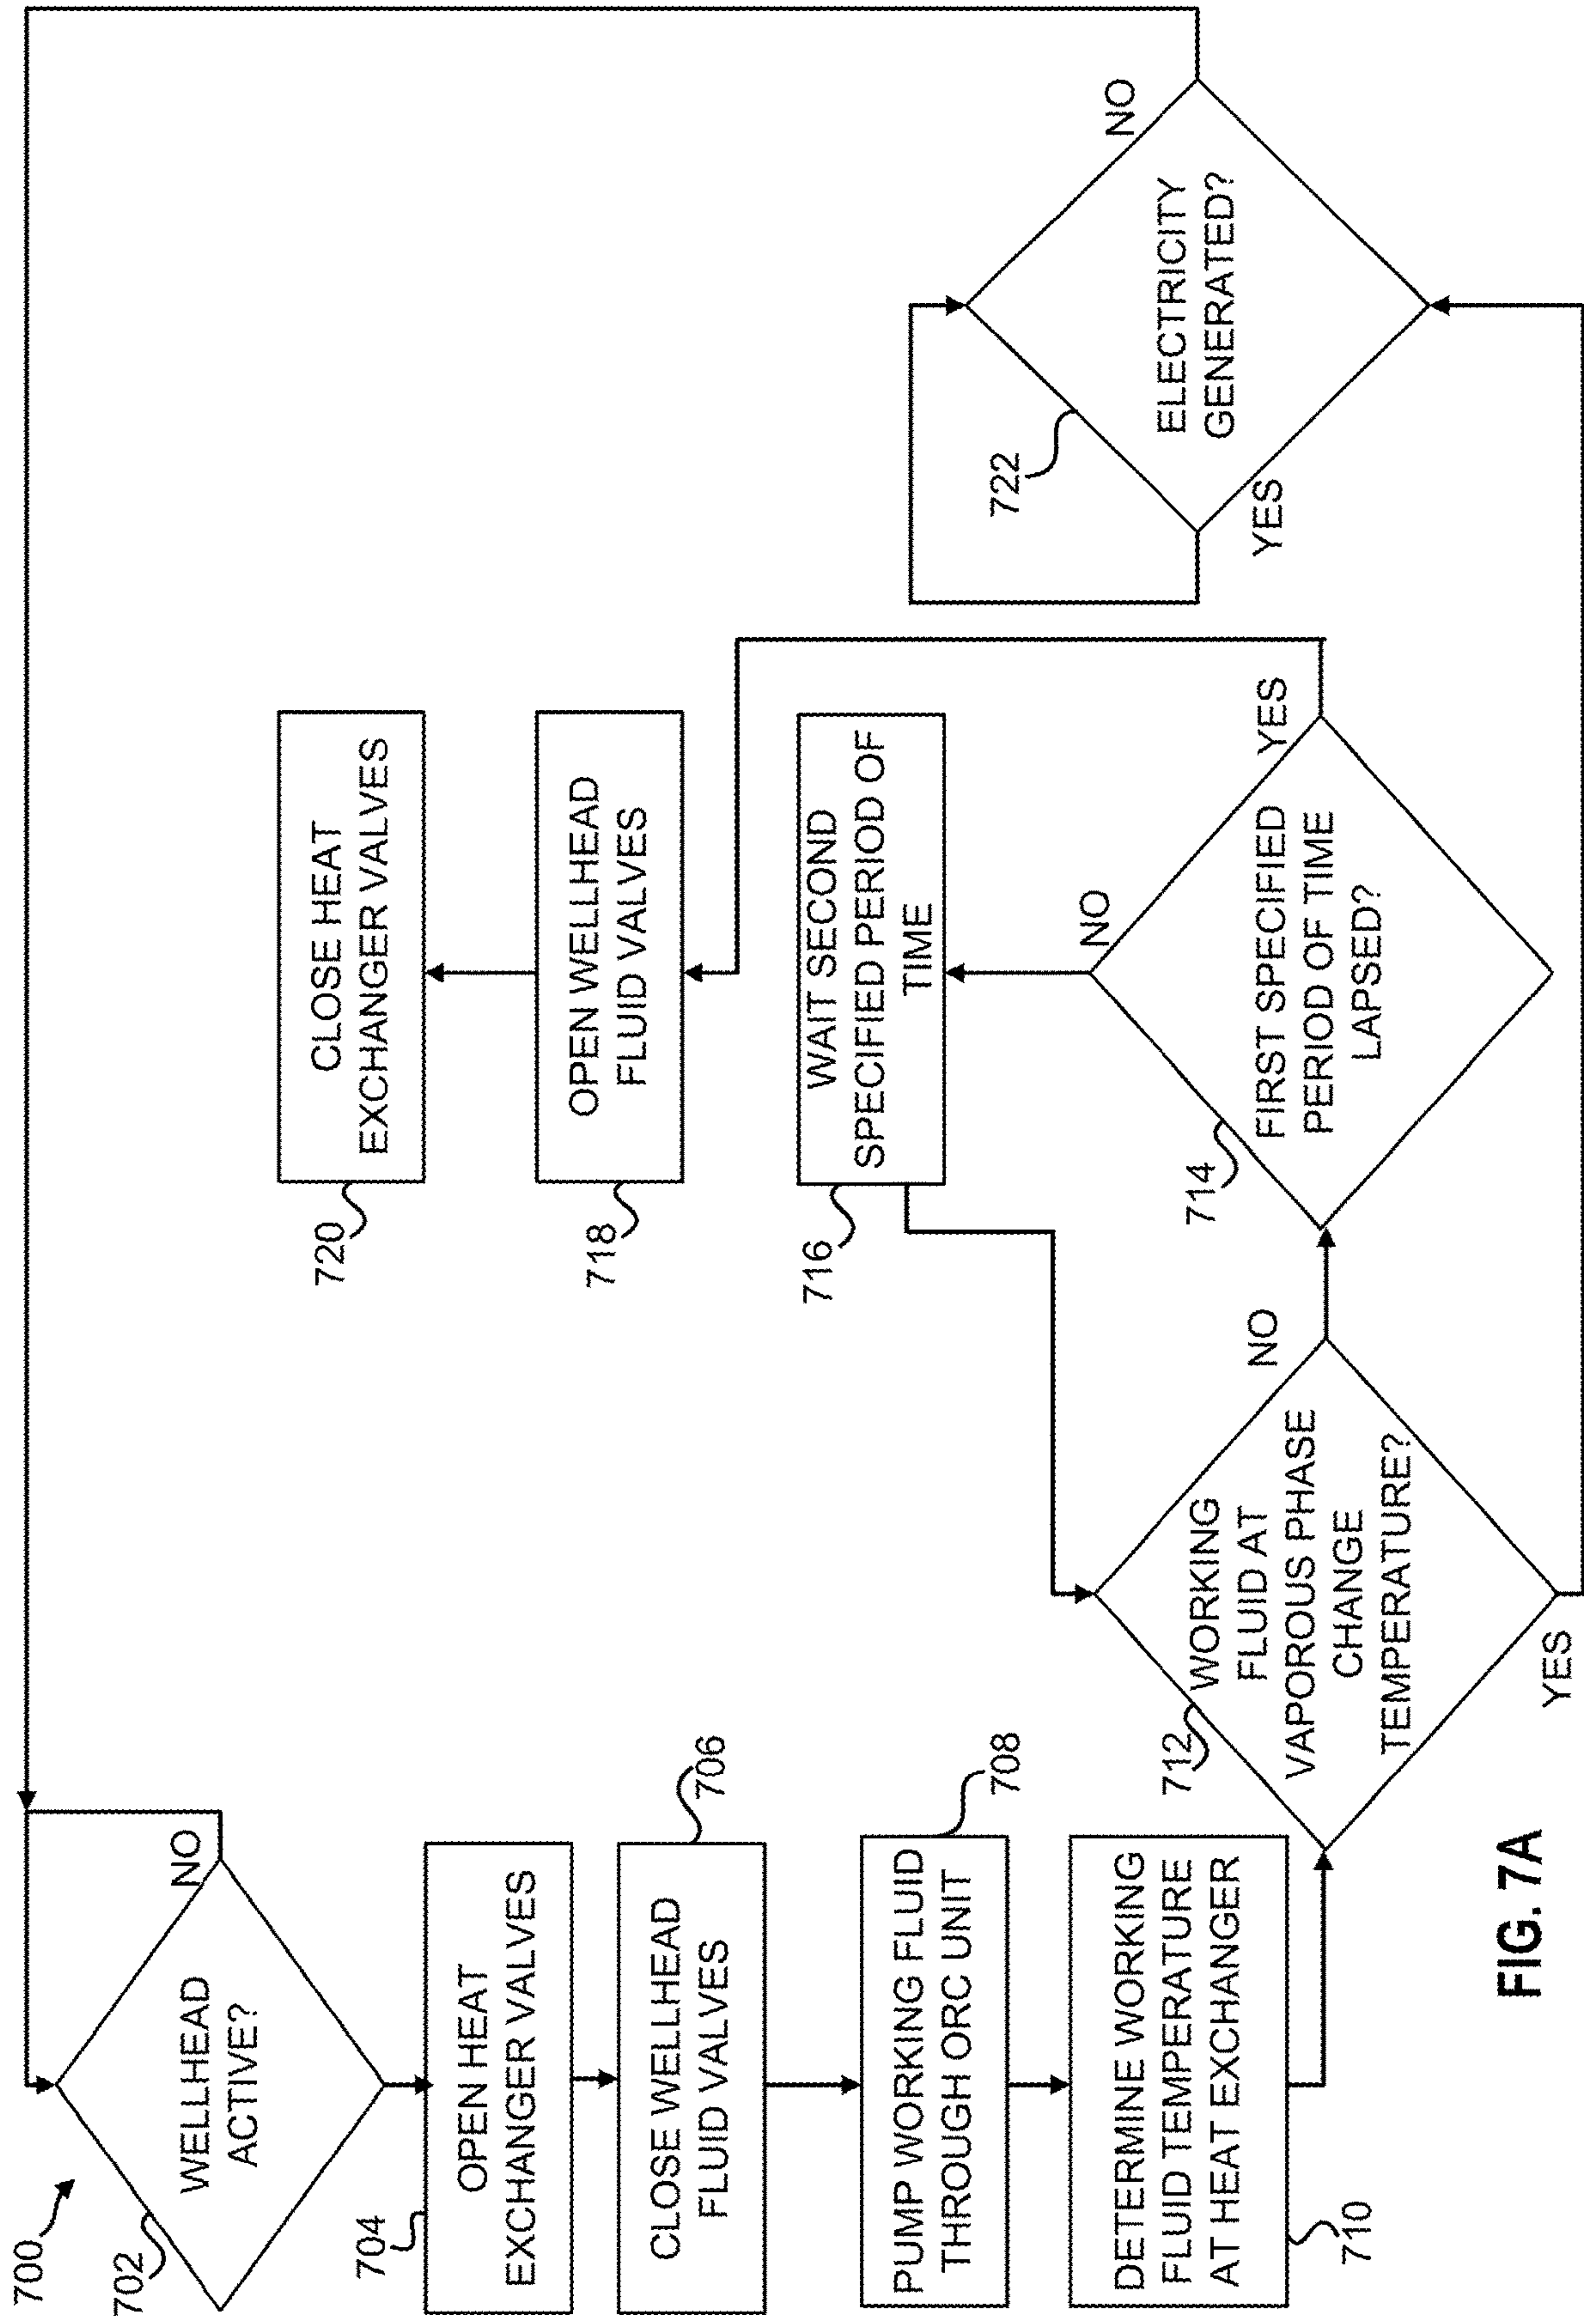 700
702
WELLHEAD
ACTIVE?
NO
704
OPEN HEAT
EXCHANGER VALVES
706
CLOSE WELLHEAD
FLUID VALVES
708
PUMP WORKING FLUID
THROUGH ORC UNIT
710
DETERMINE WORKING
FLUID TEMPERATURE
AT HEAT EXCHANGER
712
WORKING
FLUID AT
VAPOROUS PHASE
CHANGE
TEMPERATURE?
NO
YES
714
FIRST SPECIFIED
PERIOD OF TIME
LAPSED?
NO
YES
716
WAIT SECOND
SPECIFIED PERIOD OF
TIME
718
OPEN WELLHEAD
FLUID VALVES
720
CLOSE HEAT
EXCHANGER VALVES
722
ELECTRICITY
GENERATED?
YES
NO
FIG. 7A